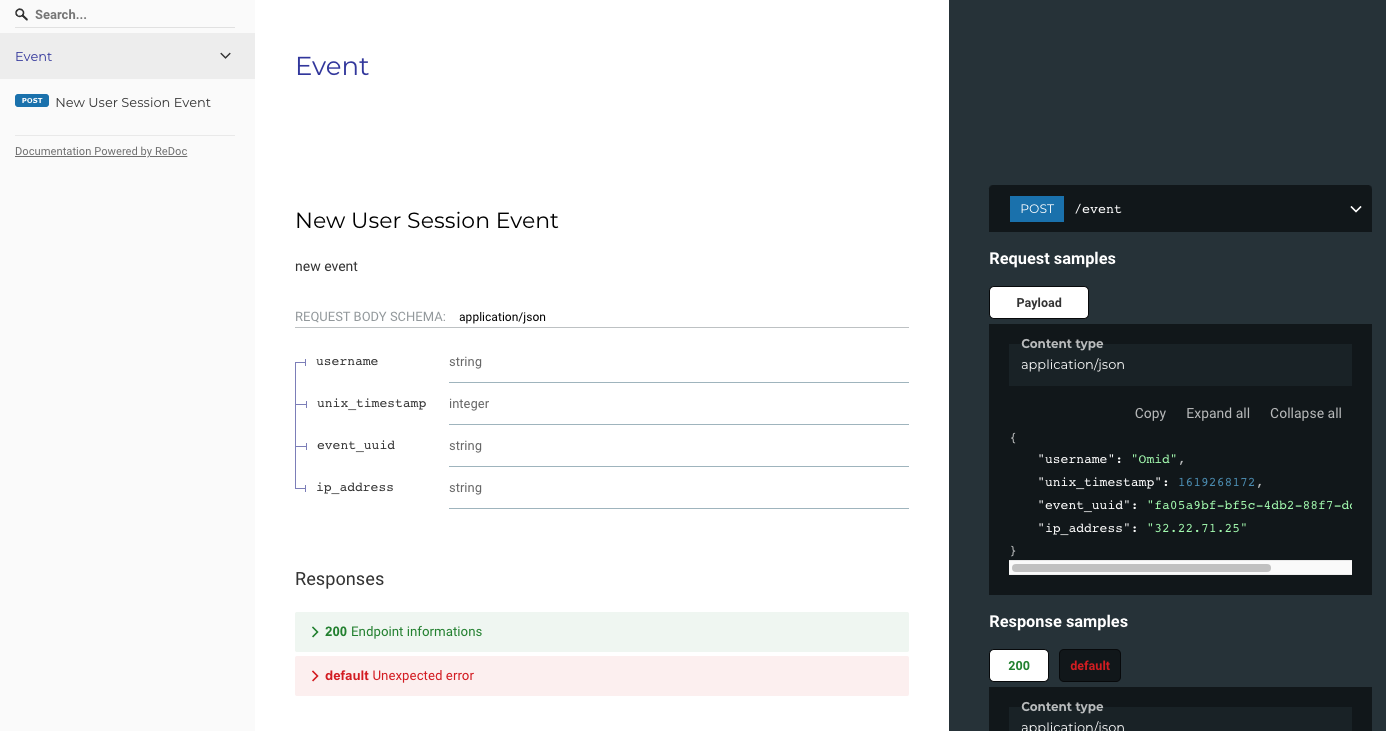 Search...
Event
POST New User Session Event
Documentation Powered by ReDoc
Event
New User Session Event
new event
REQUEST BODY SCHEMA: application/json
username string
unix_timestamp integer
event_uuid string
ip_address string
Responses
200 Endpoint informations
default Unexpected error
POST /event
Request samples
Payload
Content type
application/json
Copy Expand all Collapse all
{
"username": "Omid",
"unix_timestamp": 1619268172,
"event_uuid": "fa05a9bf-bf5c-4db2-88f7-dc
"ip_address": "32.22.71.25"
}
Response samples
200 default
Content type
application/json